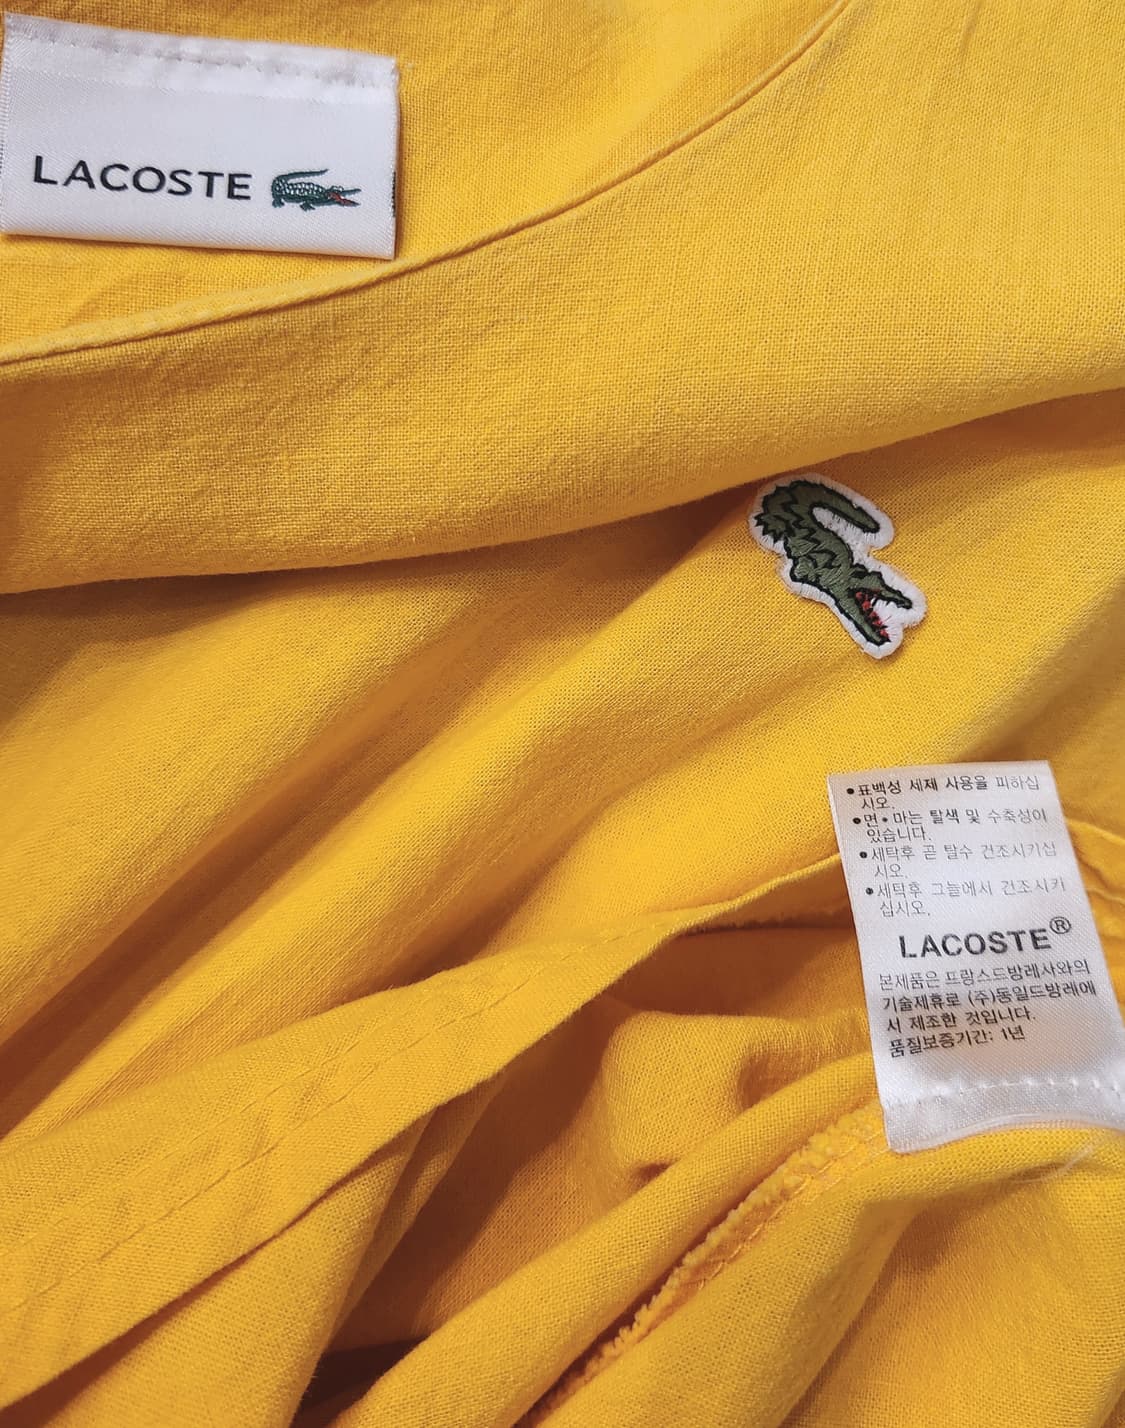 LACOSTE
•표백성 세제 사용을 피하십
시오.
•면•마는 탈색 및 수축성이
있습니다.
•세탁후 곧 탈수 건조시키십
시오.
•세탁후 그늘에서 건조시키
십시오.
LACOSTE®
본제품은 프랑스드방레사와의
기술제휴로 (주)동일드방레에
서 제조한 것입니다.
품질보증기간: 1년